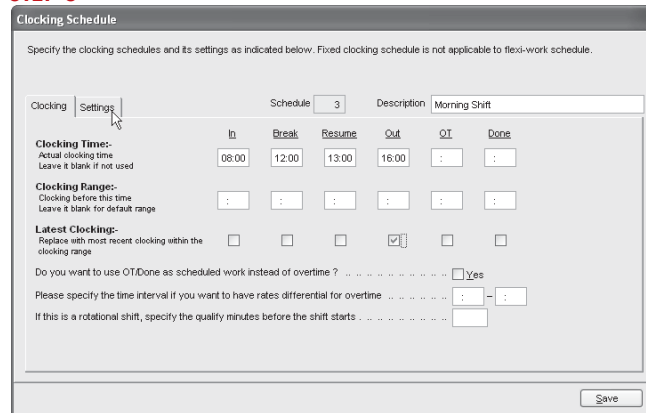 Clocking Schedule
Specify the clocking schedules and its settings as indicated below. Fixed clocking schedule is not applicable to flexi-work schedule.
Clocking Settings Schedule 3 Description Morning Shift
In Break Resume Out OT Done
Clocking Time:-
Actual clocking time
Leave it blank if not used
08:00 12:00 13:00 16:00 : :
Clocking Range:-
Clocking before this time
Leave it blank for default range
: : : : : :
Latest Clocking:-
Replace with most recent clocking within the
clocking range
Do you want to use OT/Done as scheduled work instead of overtime ? .. .. .. .. .. .. .. .. .. .. Yes
Please specify the time interval if you want to have rates differential for overtime .. .. .. .. .. .. : – :
If this is a rotational shift, specify the qualify minutes before the shift starts . .. .. .. .. .. .. .. ..
Save